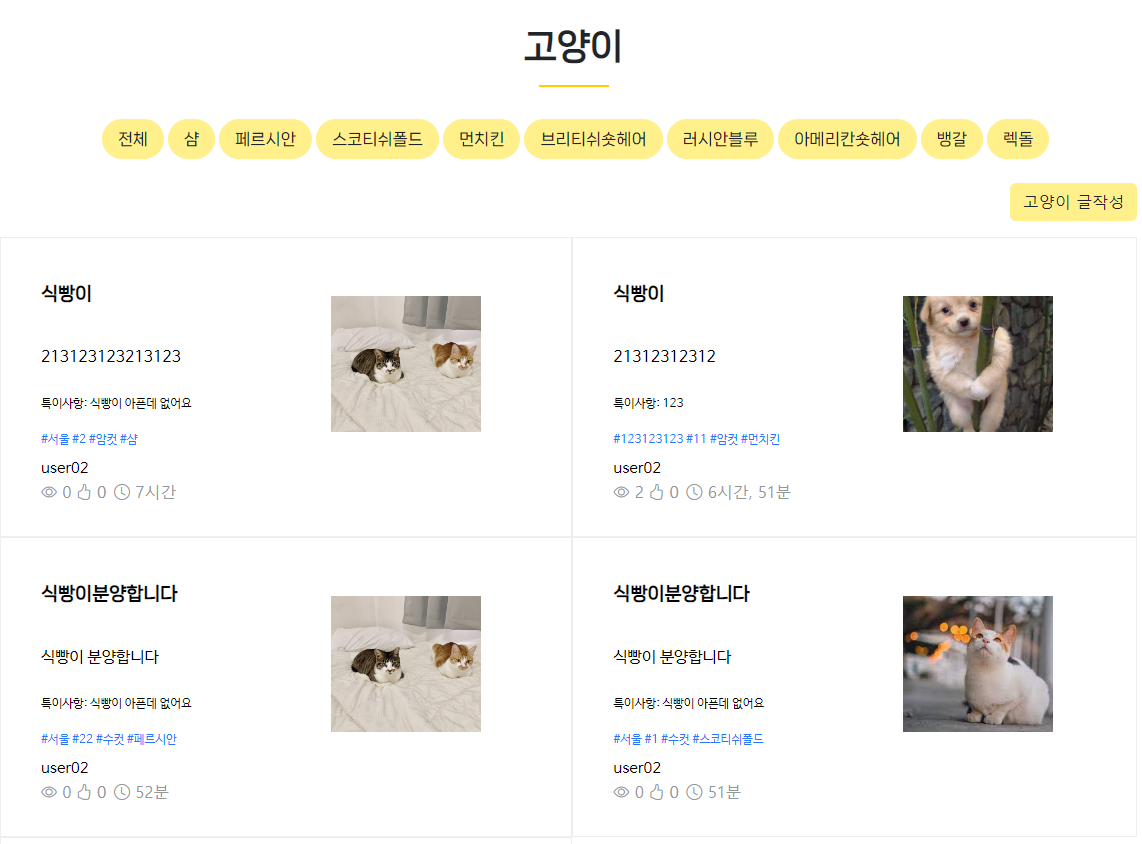 고양이
전체 샴 페르시안 스코티쉬폴드 먼치킨 브리티쉬숏헤어 러시안블루 아메리칸숏헤어 뱅갈 렉돌
고양이 글작성
식빵이
213123123213123
특이사항: 식빵이 아픈데 없어요
#서울 #2 #암컷 #샴
user02
0 0 7시간
식빵이
21312312312
특이사항: 123
#123123123 #11 #암컷 #먼치킨
user02
2 0 6시간, 51분
식빵이분양합니다
식빵이 분양합니다
특이사항: 식빵이 아픈데 없어요
#서울 #22 #수컷 #페르시안
user02
0 0 52분
식빵이분양합니다
식빵이 분양합니다
특이사항: 식빵이 아픈데 없어요
#서울 #1 #수컷 #스코티쉬폴드
user02
0 0 51분